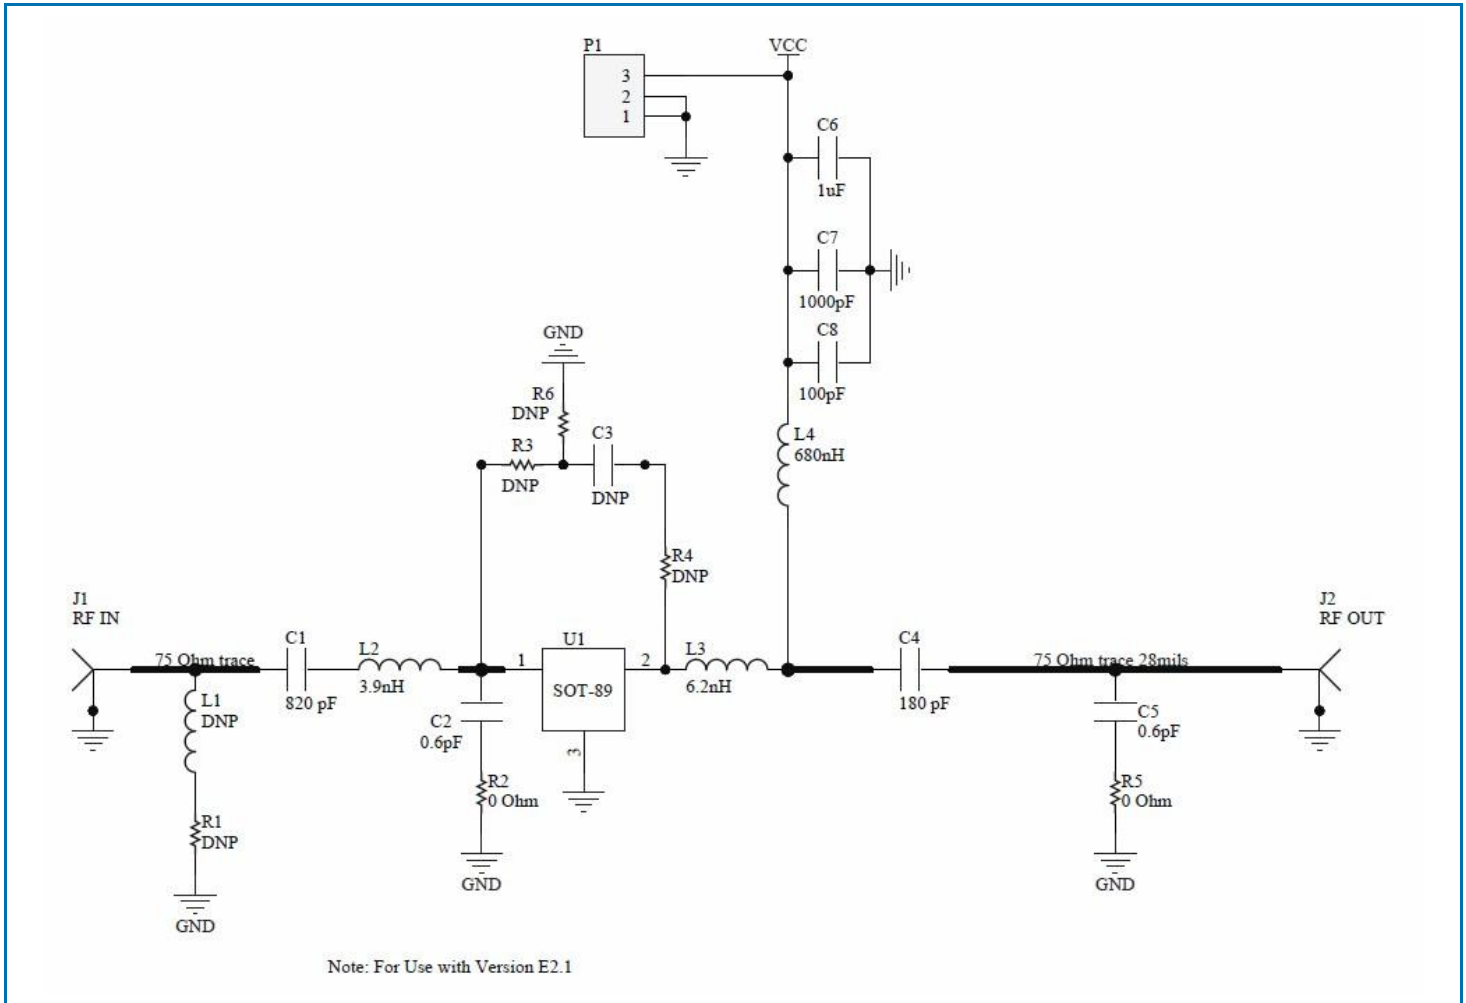 P1
VCC
3
2
1
C6
1uF
C7
1000pF
C8
100pF
GND
R6
DNP
C3
R3
DNP
DNP
L4
680nH
R4
DNP
J1
RF IN
J2
RF OUT
75 Ohm trace
C1
820 pF
L2
3.9nH
1
U1
SOT-89
2
3
L3
6.2nH
C4
180 pF
75 Ohm trace 28mils
L1
DNP
C2
0.6pF
C5
0.6pF
R2
0 Ohm
R5
0 Ohm
R1
DNP
GND
GND
GND
Note: For Use with Version E2.1